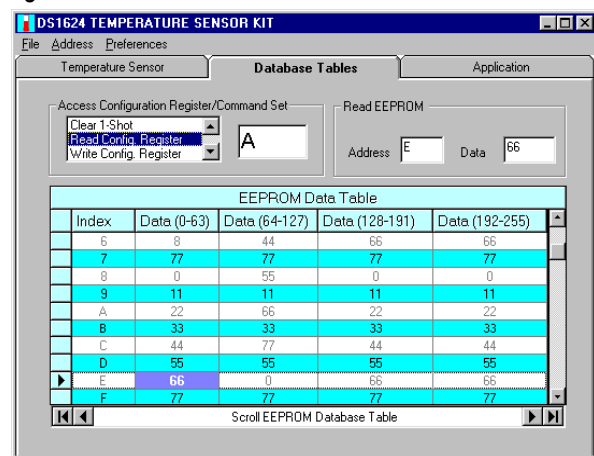 DS1624 TEMPERATURE SENSOR KIT
File Address Preferences
Temperature Sensor Database Tables Application
Access Configuration Register/Command Set Read EEPROM
Clear 1-Shot
Read Config. Register
Write Config. Register
A
Address E Data 66
EEPROM Data Table
Index Data (0-63) Data (64-127) Data (128-191) Data (192-255)
6 8 44 66 66
7 77 77 77 77
8 0 55 0 0
9 11 11 11 11
A 22 66 22 22
B 33 33 33 33
C 44 77 44 44
D 55 55 55 55
E 66 0 66 66
F 77 77 77 77
Scroll EEPROM Database Table